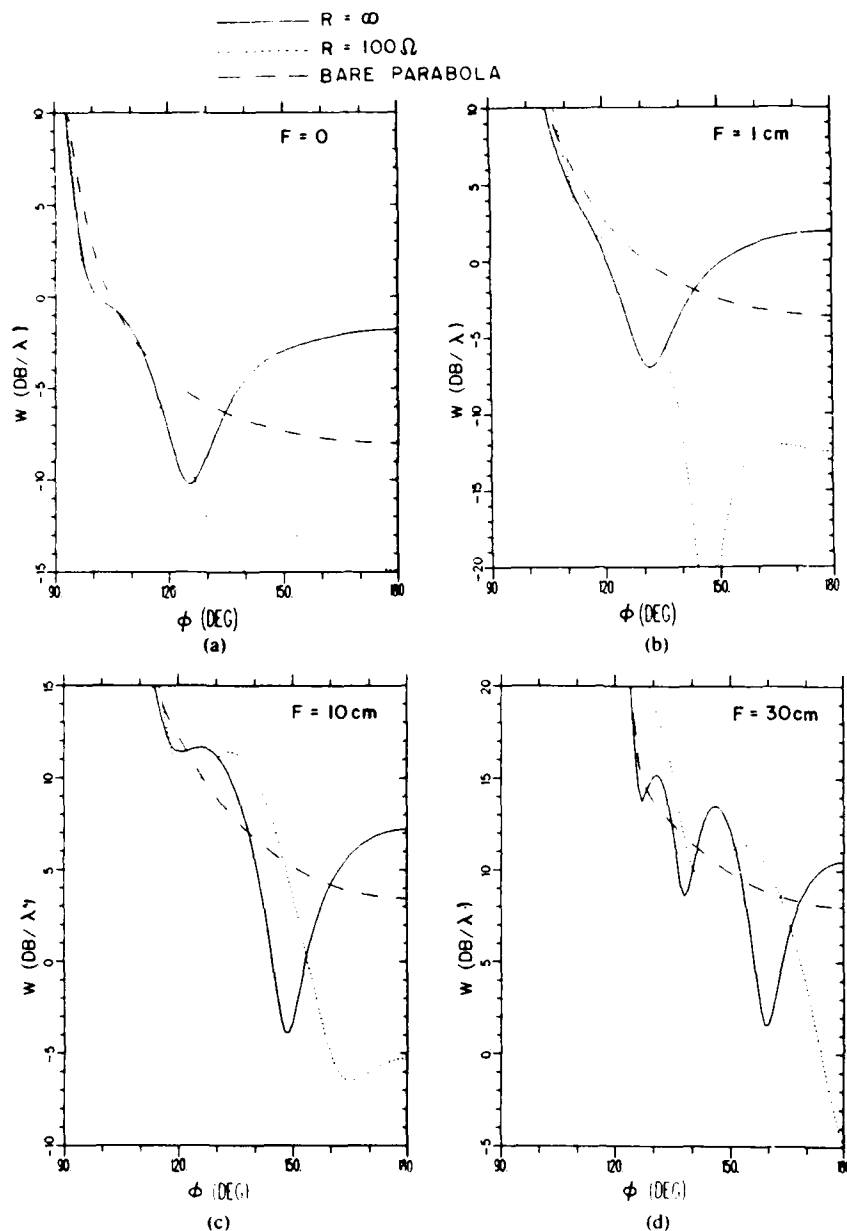 R = ∞
R = 100Ω
BARE PARABOLA
F = 0
10
5
0
-5
-10
-15
W (DB/λ)
90.
120
150.
180
ϕ (DEG)
(a)
F = 1 cm
10
5
0
-5
-10
-15
-20
W (DB/λ)
90.
120
150.
180
ϕ (DEG)
(b)
F = 10 cm
15
10
5
0
-5
-10
W (DB/λ)
90.
120
150.
180
ϕ (DEG)
(c)
F = 30 cm
20
15
10
5
0
-5
W (DB/λ)
90.
120
150.
180
ϕ (DEG)
(d)